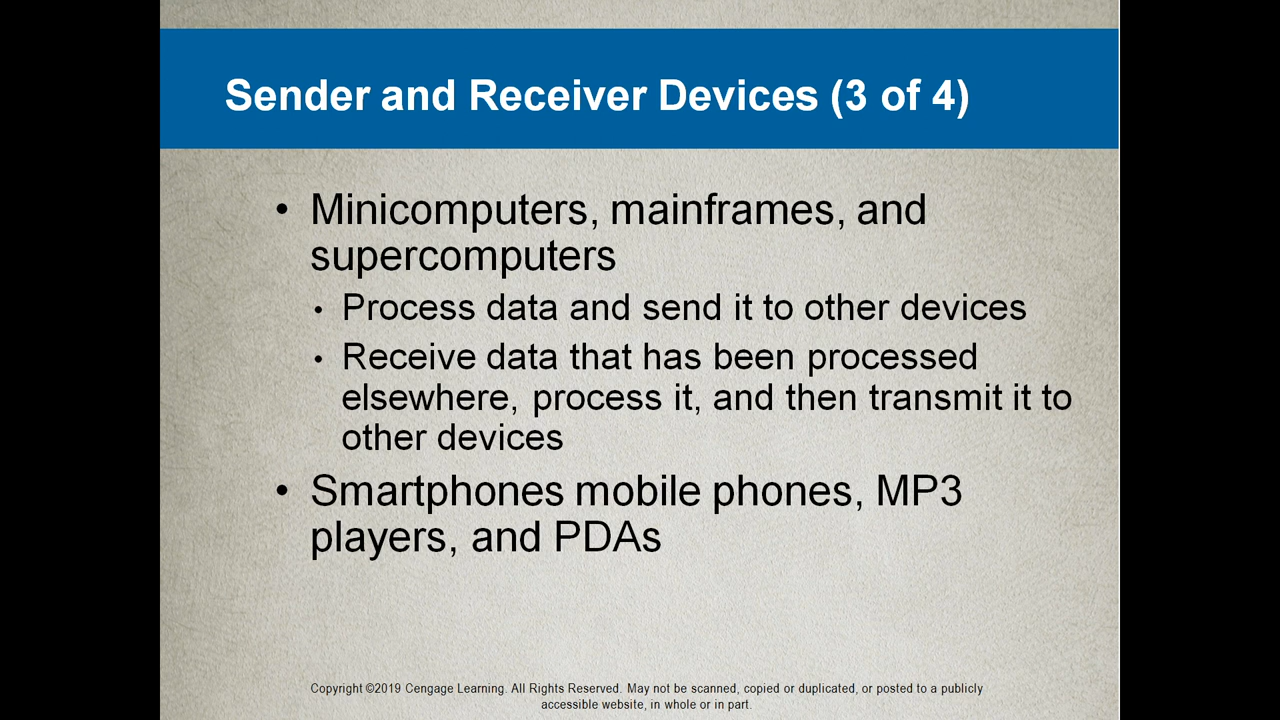 Sender and Receiver Devices (3 of 4)
• Minicomputers, mainframes, and
supercomputers
• Process data and send it to other devices
• Receive data that has been processed
elsewhere, process it, and then transmit it to
other devices
• Smartphones mobile phones, MP3
players, and PDAs
Copyright ©2019 Cengage Learning. All Rights Reserved. May not be scanned, copied or duplicated, or posted to a publicly
accessible website, in whole or in part.